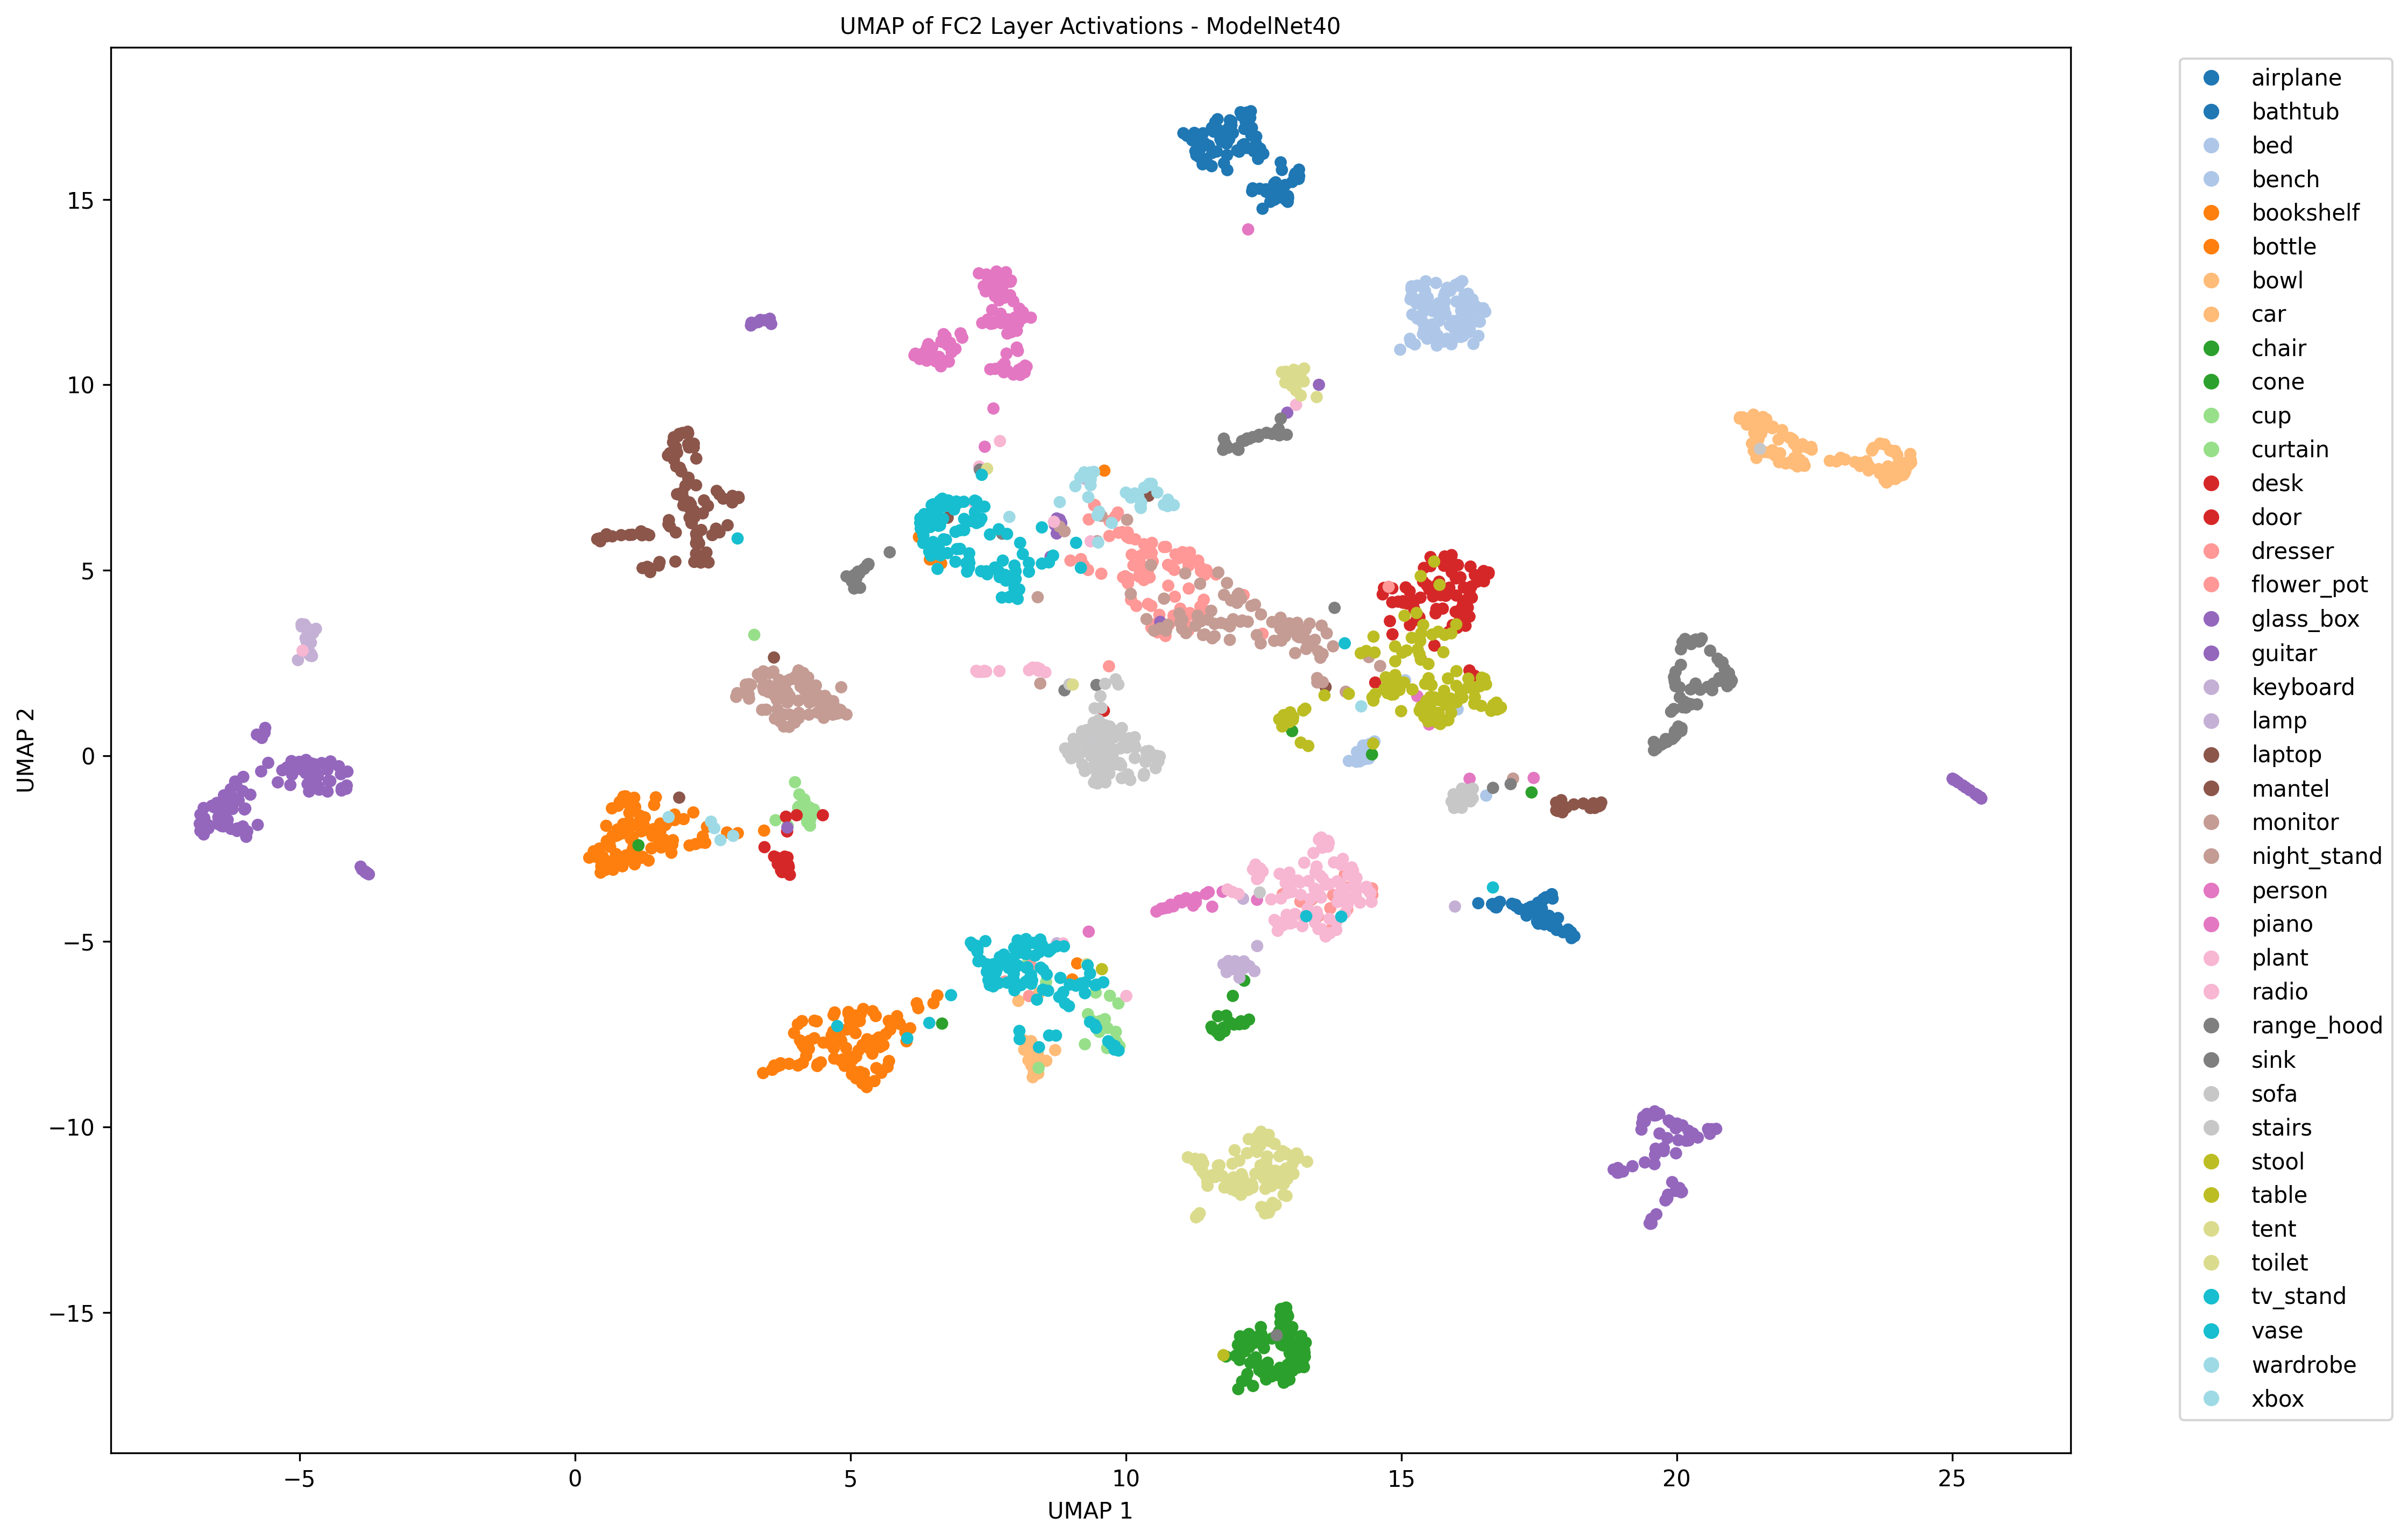 UMAP of FC2 Layer Activations - ModelNet40
UMAP 2
15
10
5
0
−5
−10
−15
−5
0
5
10
15
20
25
UMAP 1
airplane
bathtub
bed
bench
bookshelf
bottle
bowl
car
chair
cone
cup
curtain
desk
door
dresser
flower_pot
glass_box
guitar
keyboard
lamp
laptop
mantel
monitor
night_stand
person
piano
plant
radio
range_hood
sink
sofa
stairs
stool
table
tent
toilet
tv_stand
vase
wardrobe
xbox